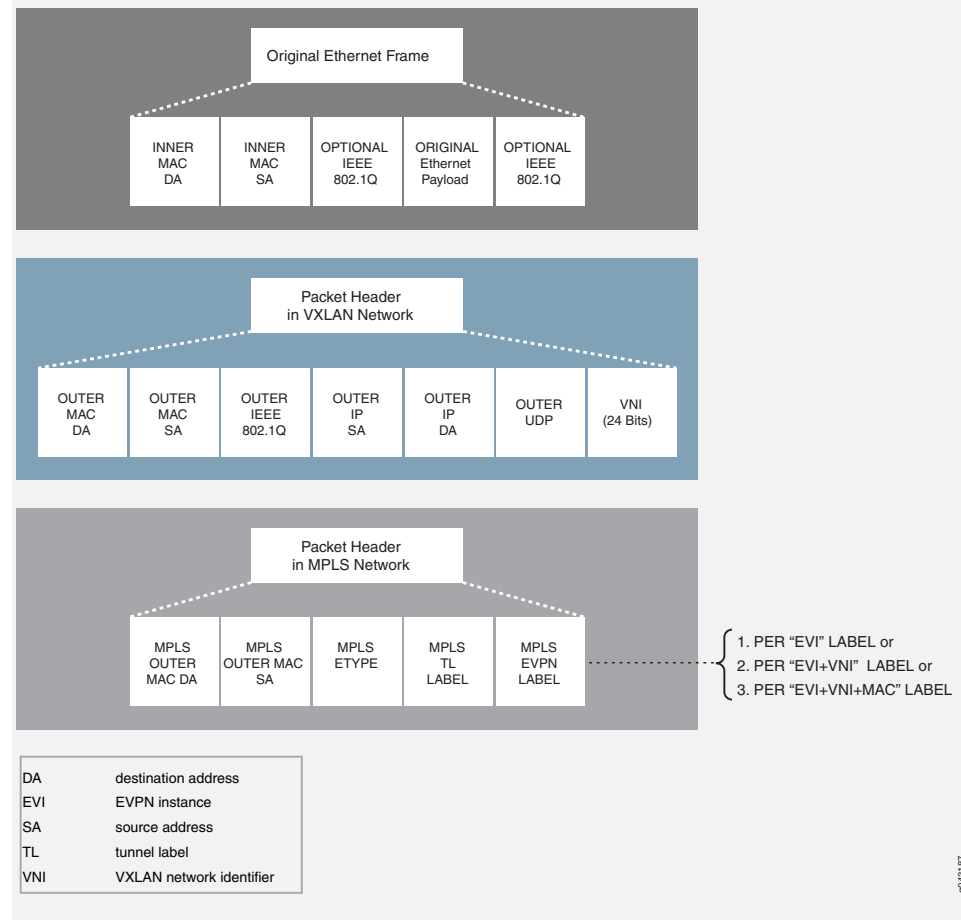 Original Ethernet Frame
INNER
MAC
DA
INNER
MAC
SA
OPTIONAL
IEEE
802.1Q
ORIGINAL
Ethernet
Payload
OPTIONAL
IEEE
802.1Q
Packet Header
in VXLAN Network
OUTER
MAC
DA
OUTER
MAC
SA
OUTER
IEEE
802.1Q
OUTER
IP
SA
OUTER
IP
DA
OUTER
UDP
VNI
(24 Bits)
Packet Header
in MPLS Network
MPLS
OUTER
MAC DA
MPLS
OUTER MAC
SA
MPLS
ETYPE
MPLS
TL
LABEL
MPLS
EVPN
LABEL
1. PER “EVI” LABEL or
2. PER “EVI+VNI” LABEL or
3. PER “EVI+VNI+MAC” LABEL
DA destination address
EVI EVPN instance
SA source address
TL tunnel label
VNI VXLAN network identifier